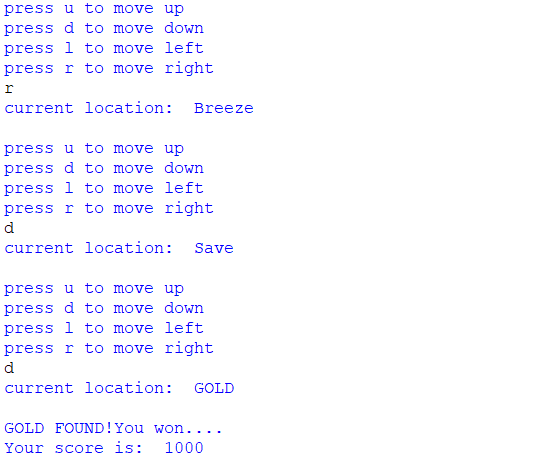 press u to move up
press d to move down
press l to move left
press r to move right
r
current location:  Breeze
press u to move up
press d to move down
press l to move left
press r to move right
d
current location:  Save
press u to move up
press d to move down
press l to move left
press r to move right
d
current location:  GOLD
GOLD FOUND!You won....
Your score is:  1000